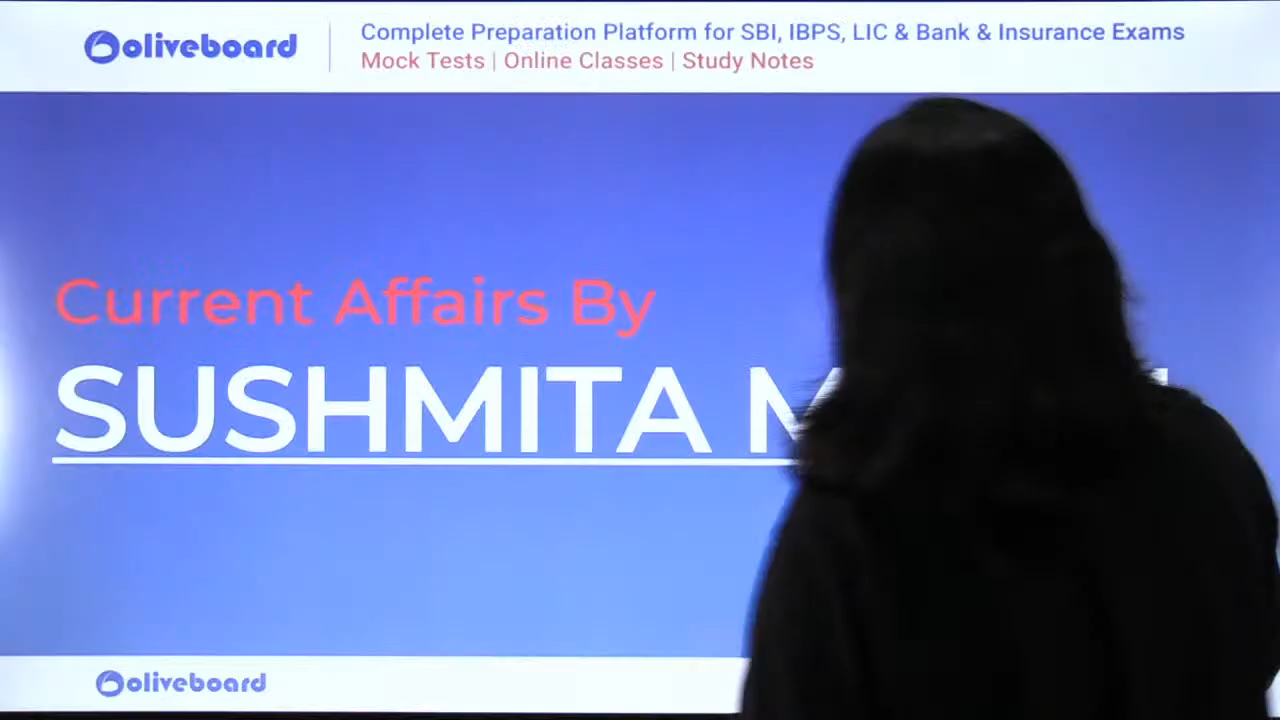 oliveboard
Complete Preparation Platform for SBI, IBPS, LIC & Bank & Insurance Exams
Mock Tests | Online Classes | Study Notes
Current Affairs By
SUSHMITA
oliveboard